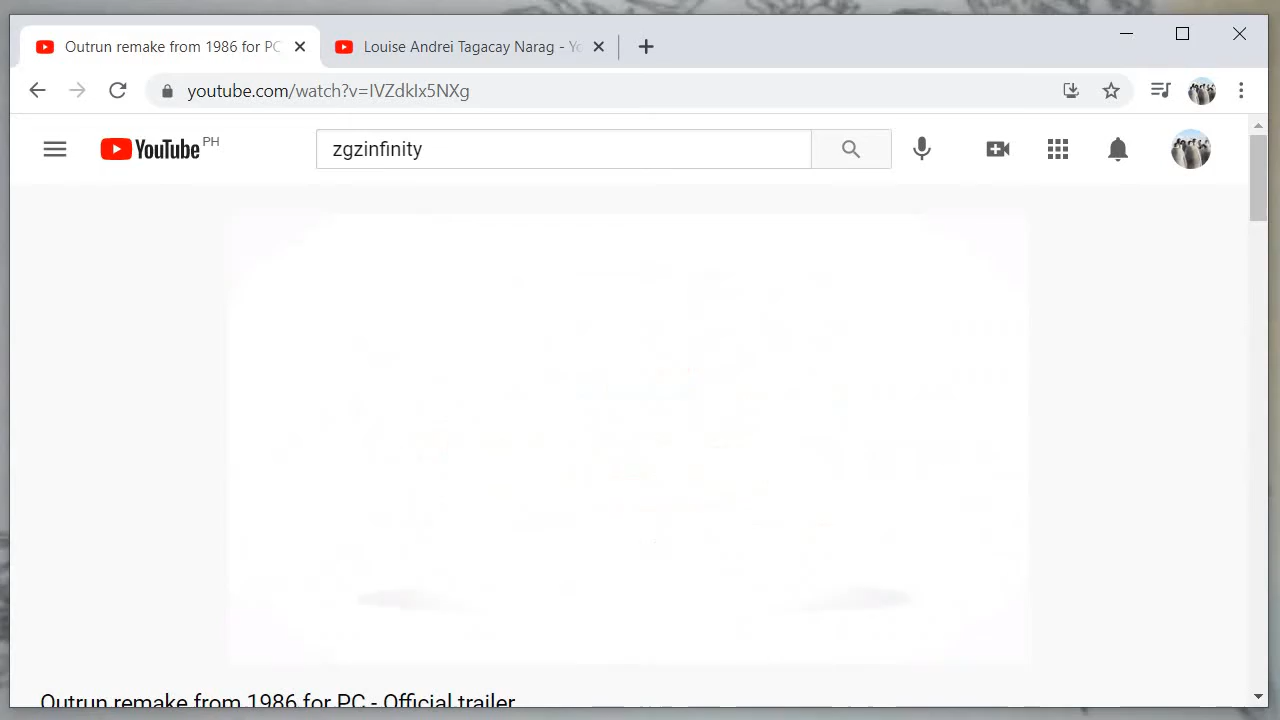 Outrun remake from 1986 for PC
Louise Andrei Tagacay Narag - Yo
youtube.com/watch?v=IVZdkIx5NXg
YouTube PH
zgzinfinity
Outrun remake from 1986 for PC - Official trailer